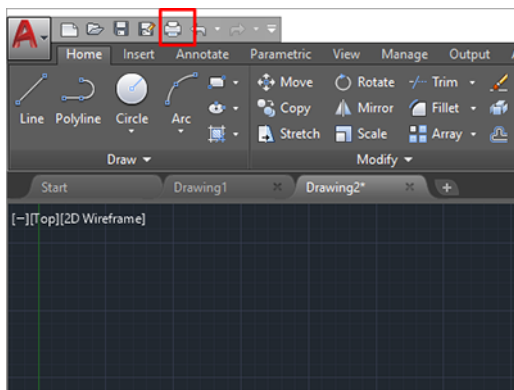 A
Home Insert Annotate Parametric View Manage Output
Line Polyline Circle Arc
Move Rotate Trim
Copy Mirror Fillet
Stretch Scale Array
Draw Modify
Start Drawing1 Drawing2*
[−][Top][2D Wireframe]